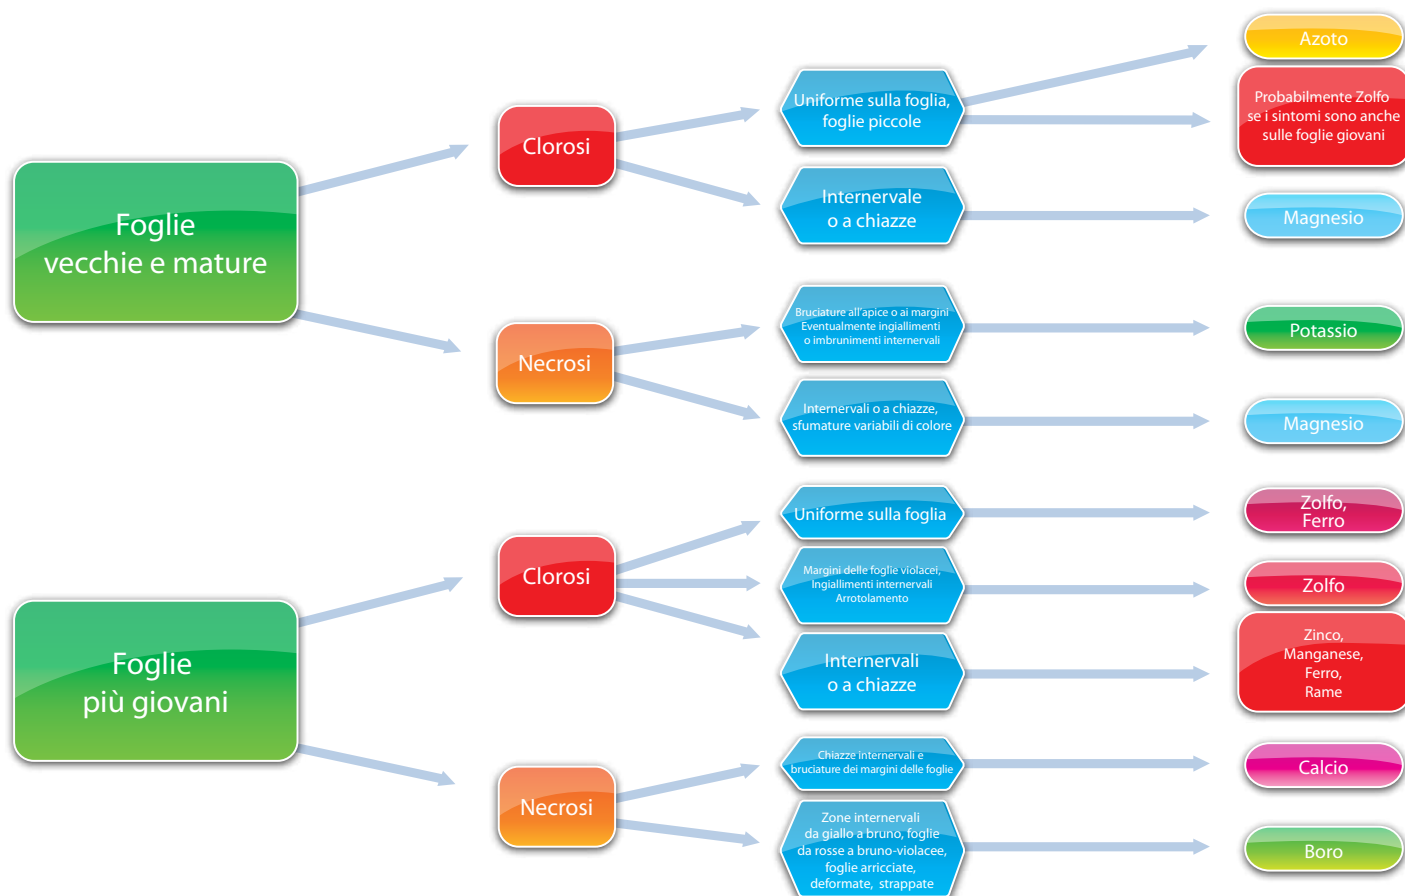 Foglie
vecchie e mature
Clorosi
Uniforme sulla foglia,
foglie piccole
Azoto
Probabilmente Zolfo
se i sintomi sono anche
sulle foglie giovani
Internervale
o a chiazze
Magnesio
Necrosi
Bruciature all'apice o ai margini
Eventualmente ingiallimenti
o imbrunimenti internervali
Potassio
Internervali o a chiazze,
sfumature variabili di colore
Magnesio
Foglie
più giovani
Clorosi
Uniforme sulla foglia
Zolfo,
Ferro
Margini delle foglie violacei,
Ingiallimenti internervali
Arrotolamento
Zolfo
Internervali
o a chiazze
Zinco,
Manganese,
Ferro,
Rame
Necrosi
Chiazze internervali e
bruciature dei margini delle foglie
Calcio
Zone internervali
da giallo a bruno, foglie
da rosse a bruno-violacee,
foglie arricciate,
deformate, strappate
Boro